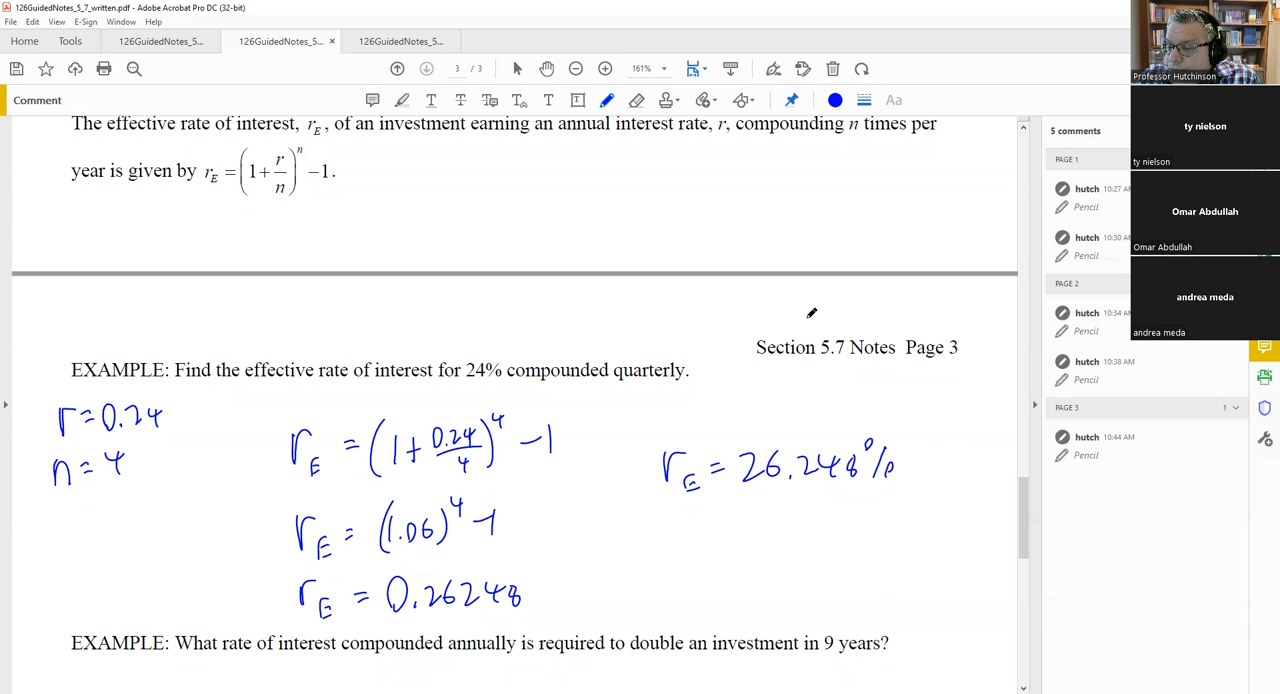 126GuidedNotes_5_7_written.pdf - Adobe Acrobat Pro DC (32-bit)
File Edit View E-Sign Window Help
Home Tools 126GuidedNotes_5_7_... 126GuidedNotes_5_... × 126GuidedNotes_5_...
3 / 3 161%
Comment
Aa
The effective rate of interest, r_E, of an investment earning an annual interest rate, r, compounding n times per
year is given by r_E = (1 + r/n)^n − 1.
Section 5.7 Notes Page 3
EXAMPLE: Find the effective rate of interest for 24% compounded quarterly.
r = 0.24
n = 4
r_E = (1 + 0.24/4)^4 − 1
r_E = (1.06)^4 − 1
r_E = 0.26248
r_E = 26.248%
EXAMPLE: What rate of interest compounded annually is required to double an investment in 9 years?
5 comments
PAGE 1
hutch 10:27 AM
Pencil
hutch 10:30 AM
Pencil
PAGE 2
hutch 10:34 AM
Pencil
hutch 10:38 AM
Pencil
PAGE 3 1
hutch 10:44 AM
Pencil
Professor Hutchinson
ty nielson
ty nielson
Omar Abdullah
Omar Abdullah
andrea meda
andrea meda